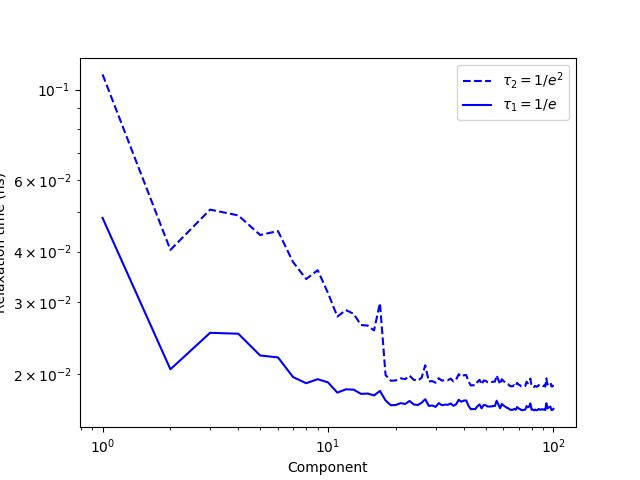 τ₂ = 1/e²
τ₁ = 1/e
10⁻¹
6 × 10⁻²
4 × 10⁻²
3 × 10⁻²
2 × 10⁻²
10⁰
10¹
10²
Component
Relaxation time (ns)